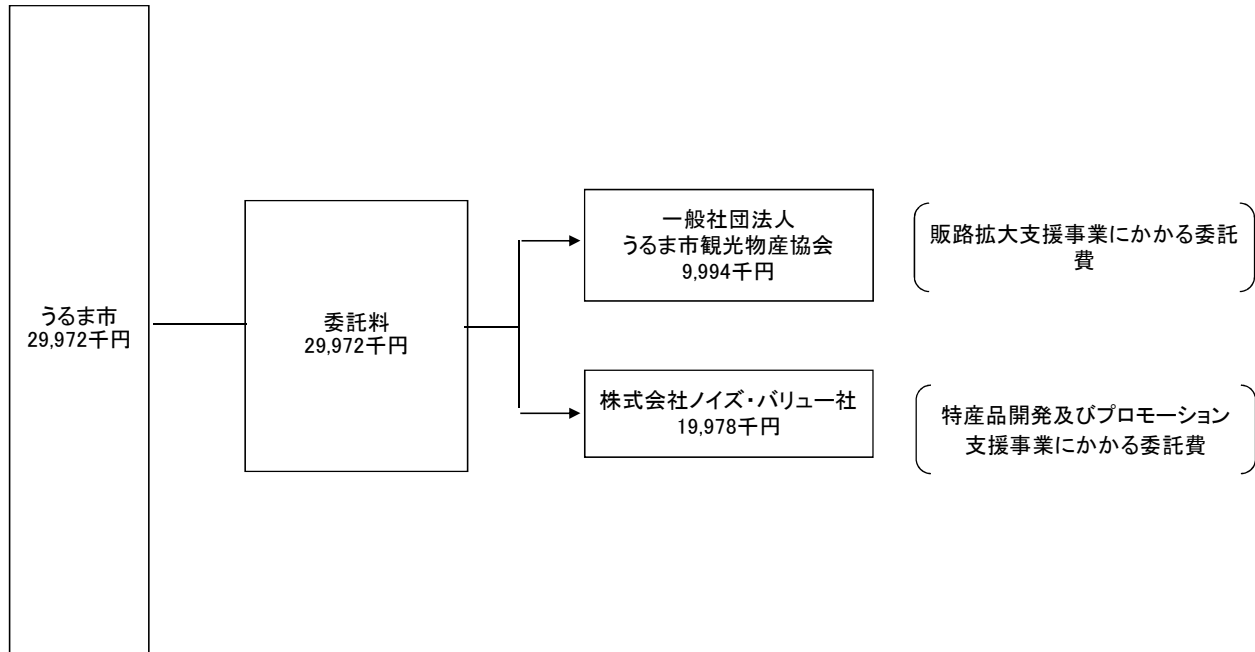 うるま市
29,972千円
委託料
29,972千円
一般社団法人
うるま市観光物産協会
9,994千円
販路拡大支援事業にかかる委託
費
株式会社ノイズ・バリュー社
19,978千円
特産品開発及びプロモーション
支援事業にかかる委託費